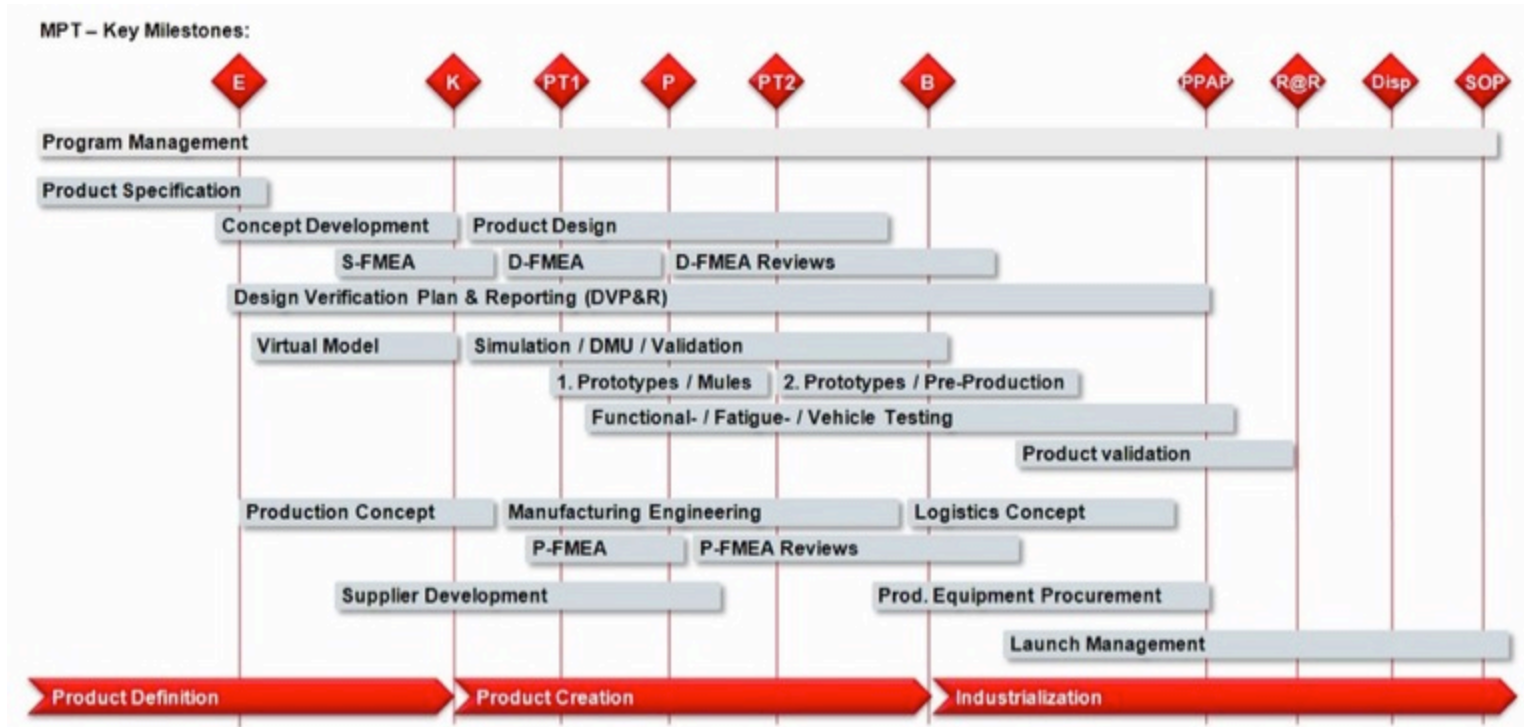 MPT – Key Milestones:
E K PT1 P PT2 B PPAP R@R Disp SOP
Program Management
Product Specification
Concept Development Product Design
S-FMEA D-FMEA D-FMEA Reviews
Design Verification Plan & Reporting (DVP&R)
Virtual Model Simulation / DMU / Validation
1. Prototypes / Mules 2. Prototypes / Pre-Production
Functional- / Fatigue- / Vehicle Testing
Product validation
Production Concept Manufacturing Engineering Logistics Concept
P-FMEA P-FMEA Reviews
Supplier Development Prod. Equipment Procurement
Launch Management
Product Definition Product Creation Industrialization